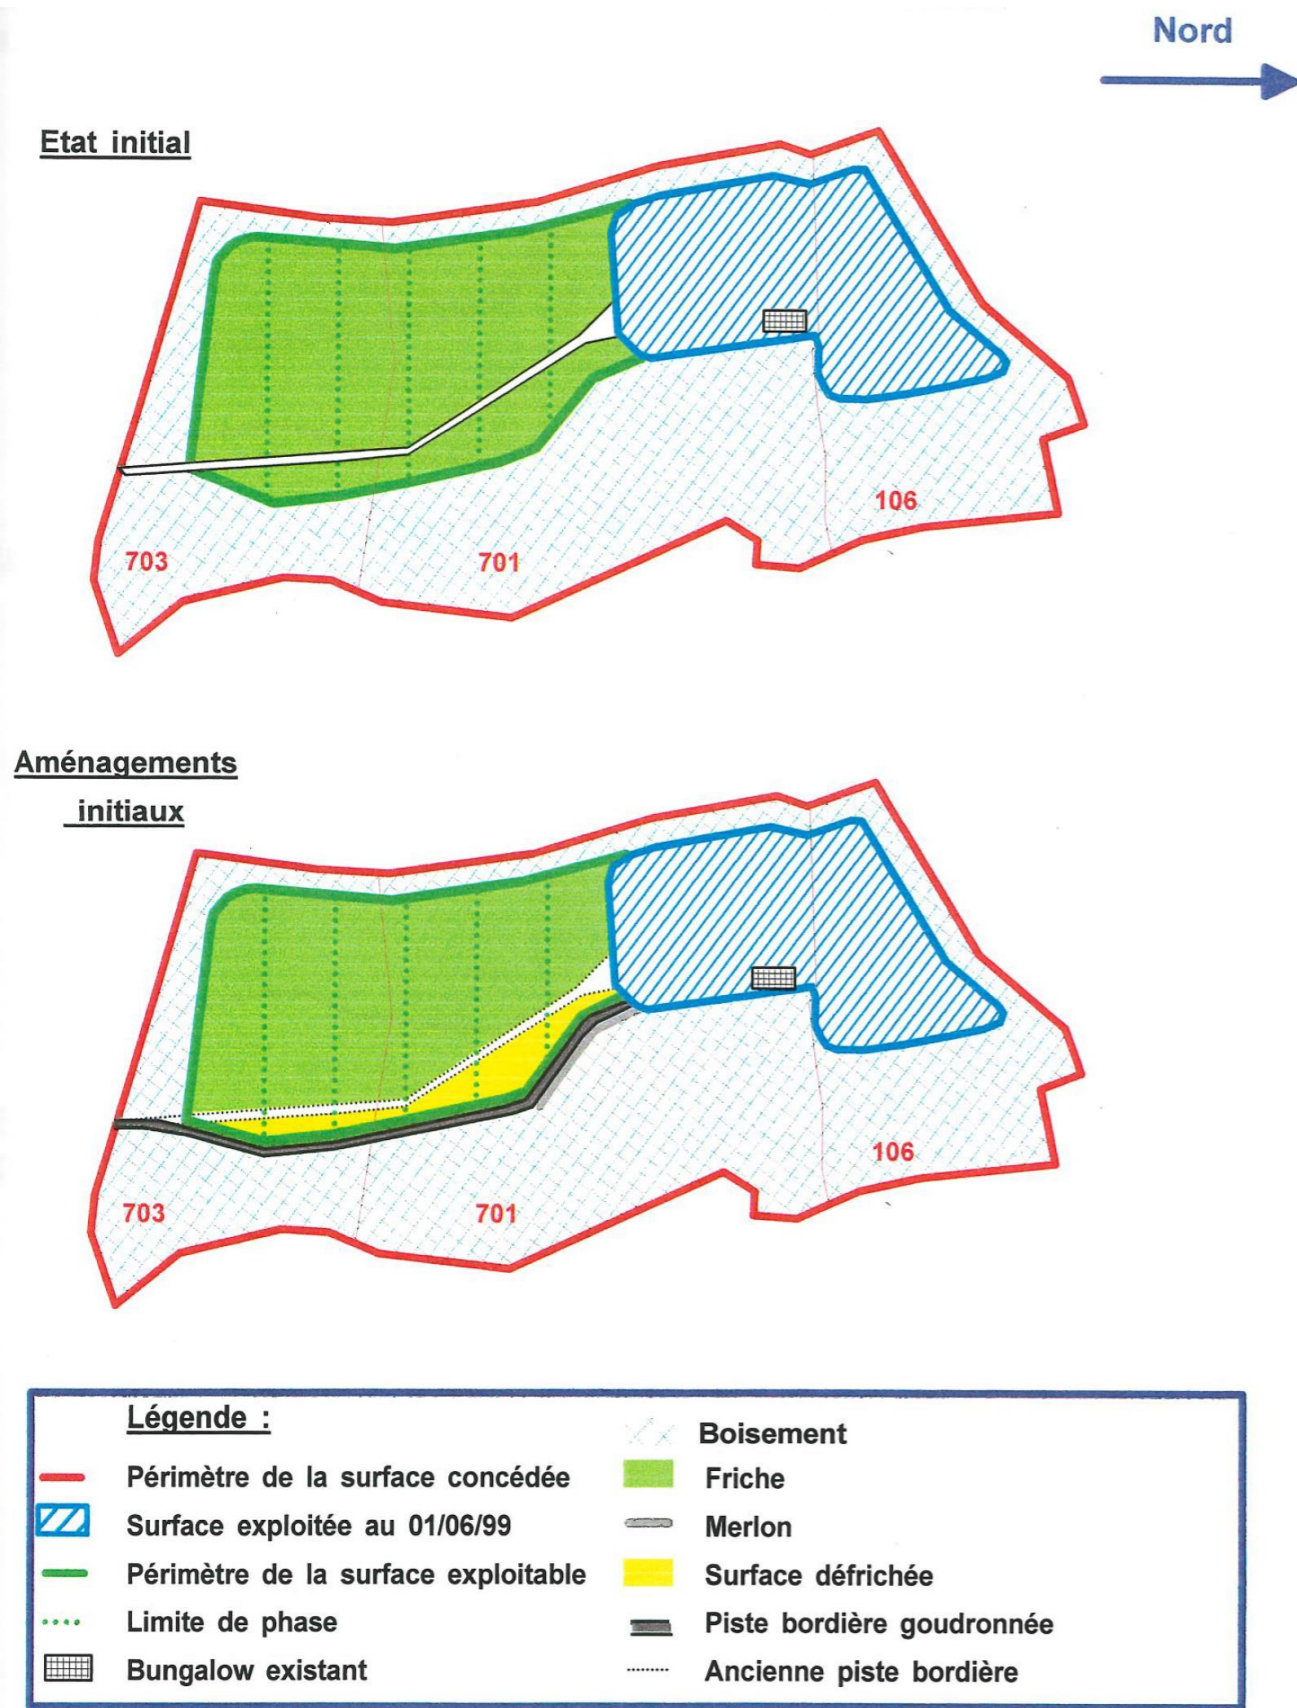 Nord
Etat initial
106
703
701
Aménagements
initiaux
106
703
701
Légende :
Périmètre de la surface concédée
Surface exploitée au 01/06/99
Périmètre de la surface exploitable
Limite de phase
Bungalow existant
Boisement
Friche
Merlon
Surface défrichée
Piste bordière goudronnée
Ancienne piste bordière